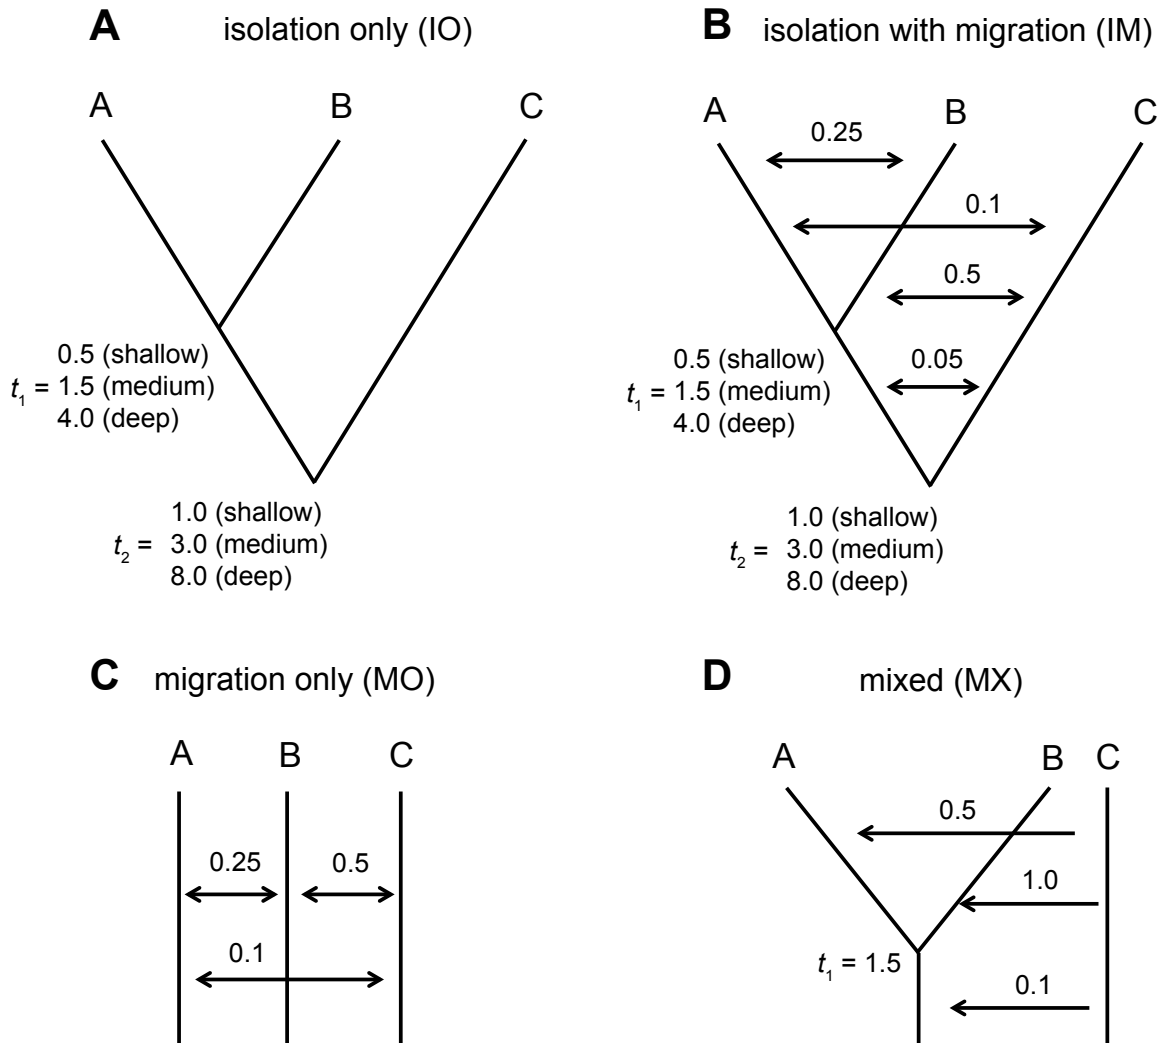 A isolation only (IO)
A B C
0.5 (shallow)
t1 = 1.5 (medium)
4.0 (deep)
1.0 (shallow)
t2 = 3.0 (medium)
8.0 (deep)
B isolation with migration (IM)
A B C
0.25
0.1
0.5
0.05
0.5 (shallow)
t1 = 1.5 (medium)
4.0 (deep)
1.0 (shallow)
t2 = 3.0 (medium)
8.0 (deep)
C migration only (MO)
A B C
0.25 0.5
0.1
D mixed (MX)
A B C
0.5
1.0
t1 = 1.5
0.1